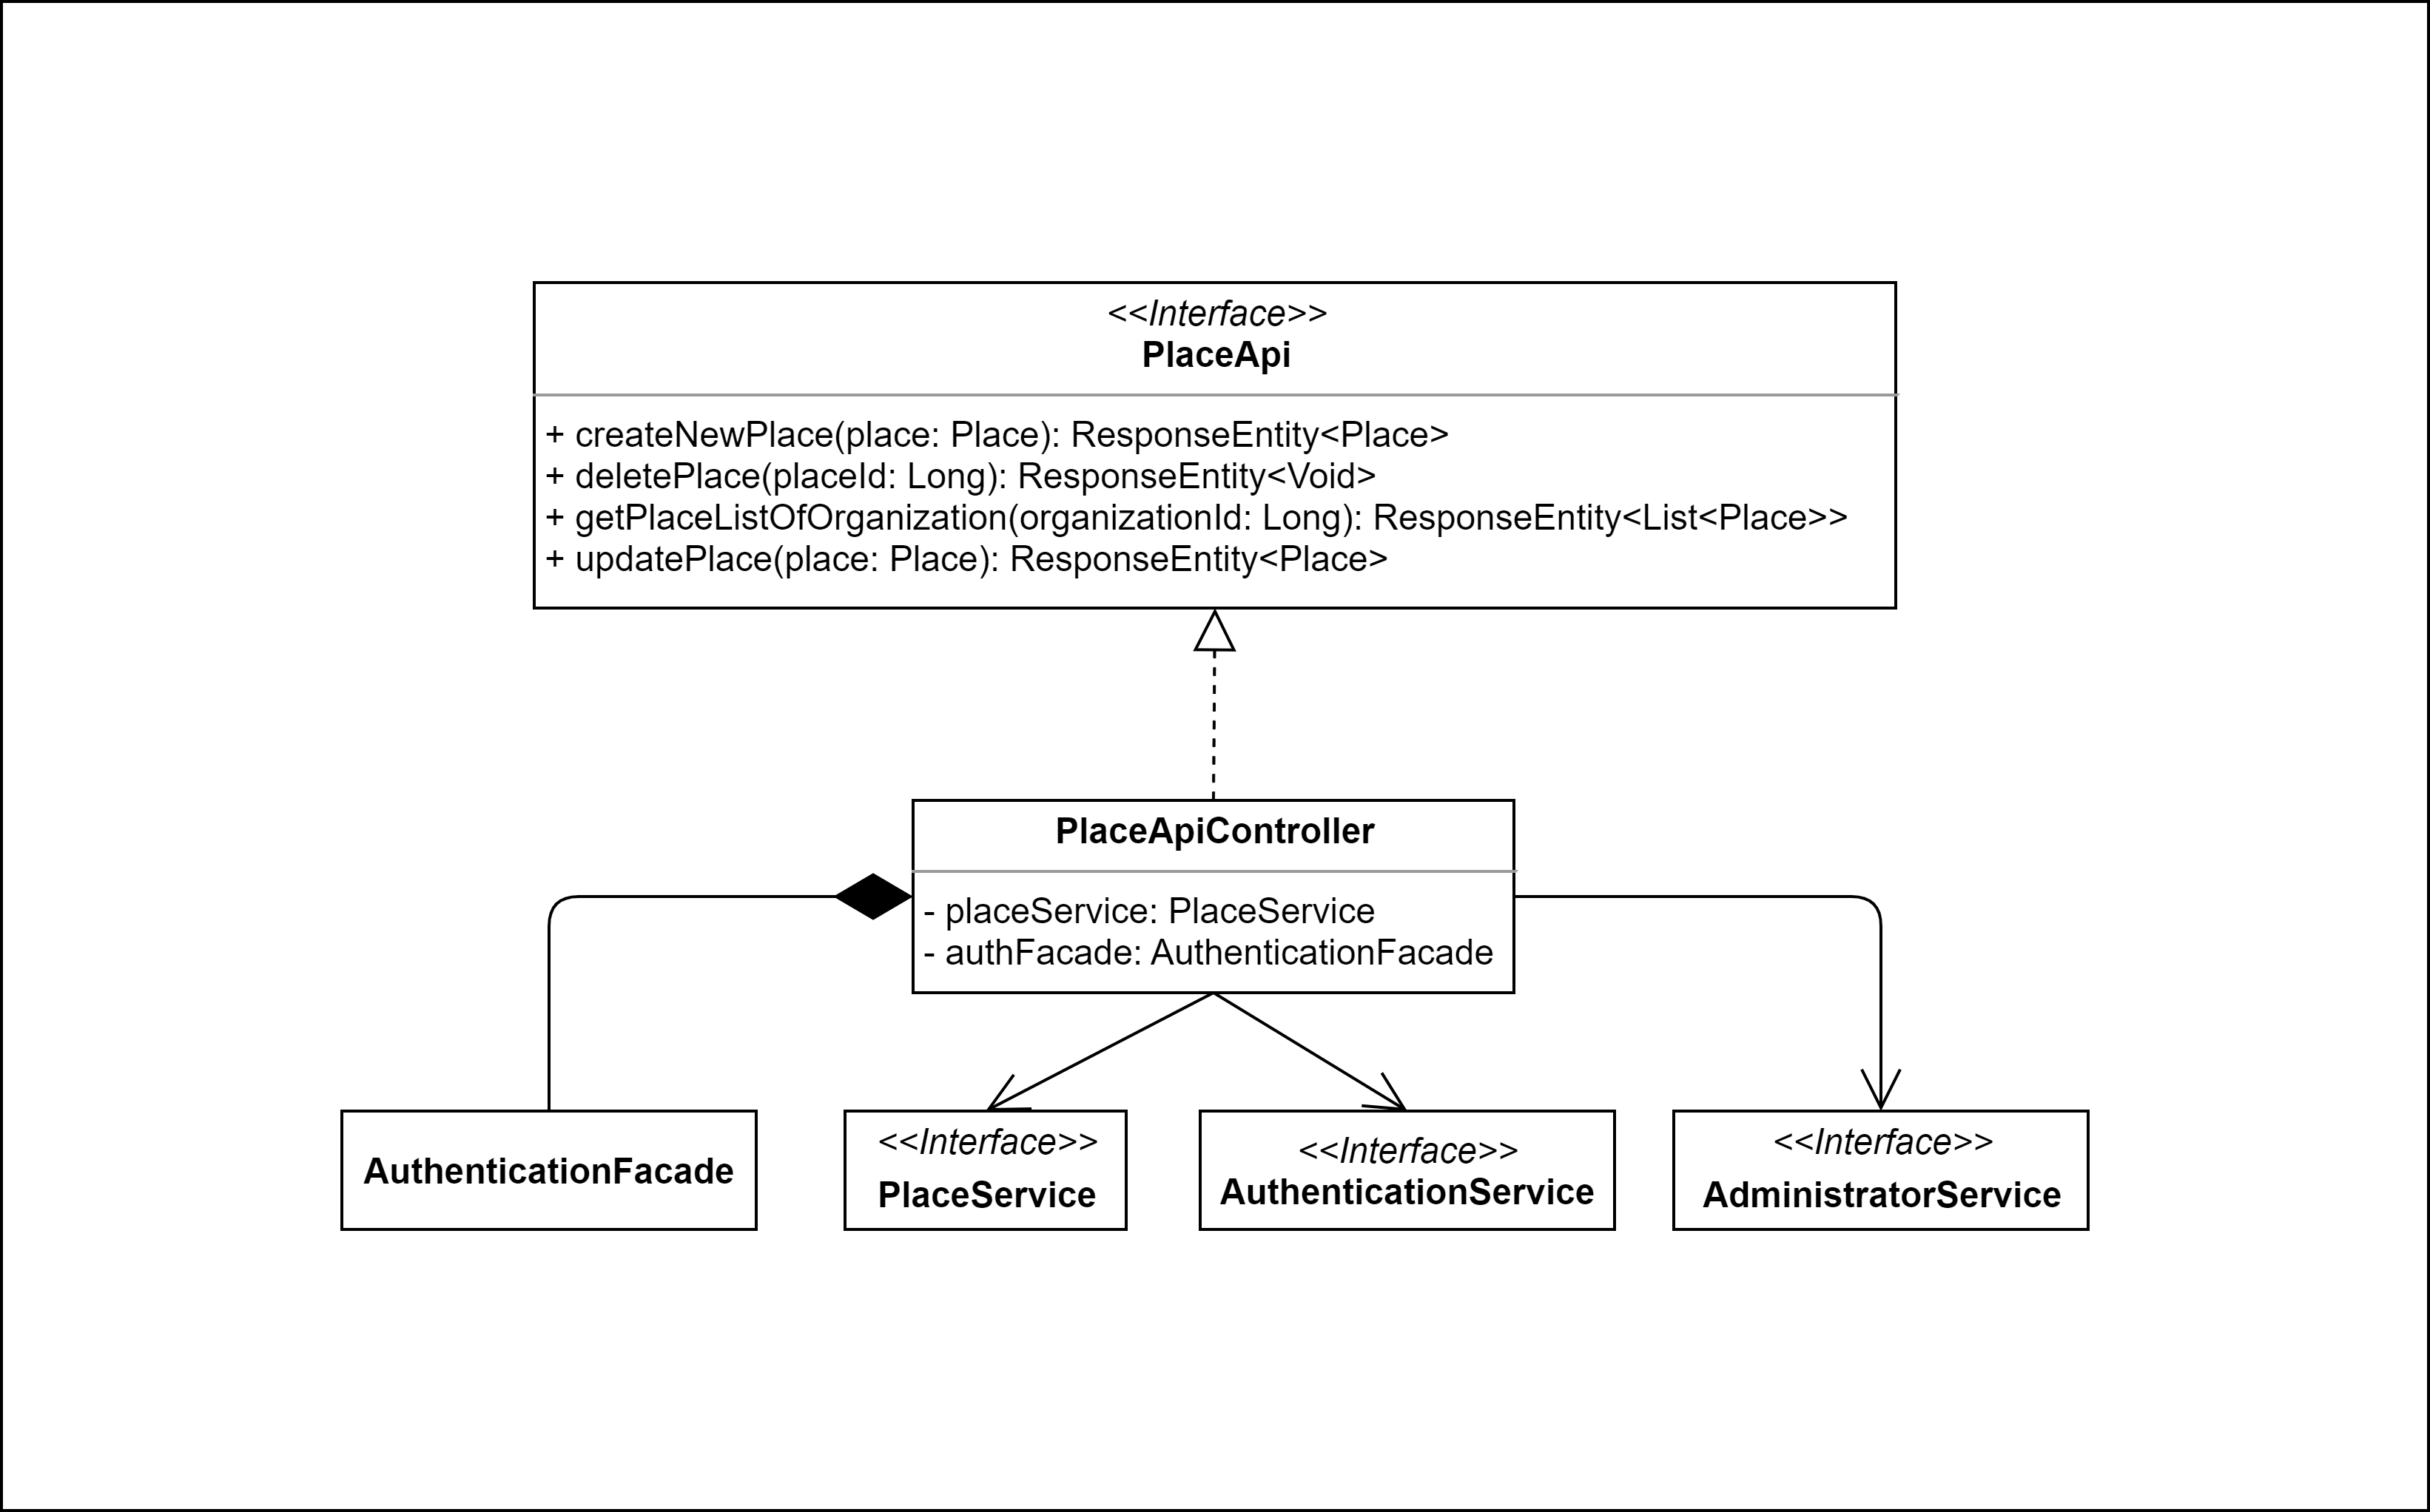 <<Interface>>
PlaceApi
+ createNewPlace(place: Place): ResponseEntity<Place>
+ deletePlace(placeId: Long): ResponseEntity<Void>
+ getPlaceListOfOrganization(organizationId: Long): ResponseEntity<List<Place>>
+ updatePlace(place: Place): ResponseEntity<Place>
PlaceApiController
- placeService: PlaceService
- authFacade: AuthenticationFacade
AuthenticationFacade
<<Interface>>
PlaceService
<<Interface>>
AuthenticationService
<<Interface>>
AdministratorService